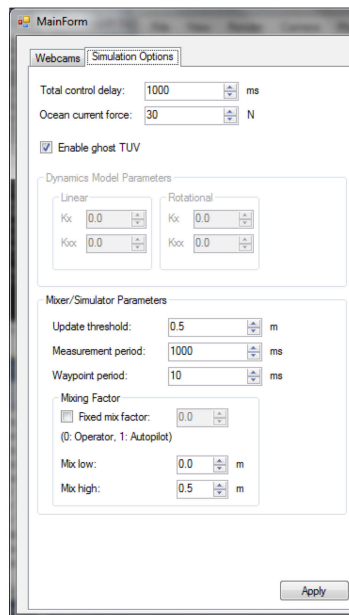 MainForm
Webcams Simulation Options
Total control delay: 1000 ms
Ocean current force: 30 N
Enable ghost TUV
Dynamics Model Parameters
Linear Rotational
Kx 0.0 Kx 0.0
Kxx 0.0 Kxx 0.0
Mixer/Simulator Parameters
Update threshold: 0.5 m
Measurement period: 1000 ms
Waypoint period: 10 ms
Mixing Factor
Fixed mix factor: 0.0
(0: Operator, 1: Autopilot)
Mix low: 0.0 m
Mix high: 0.5 m
Apply